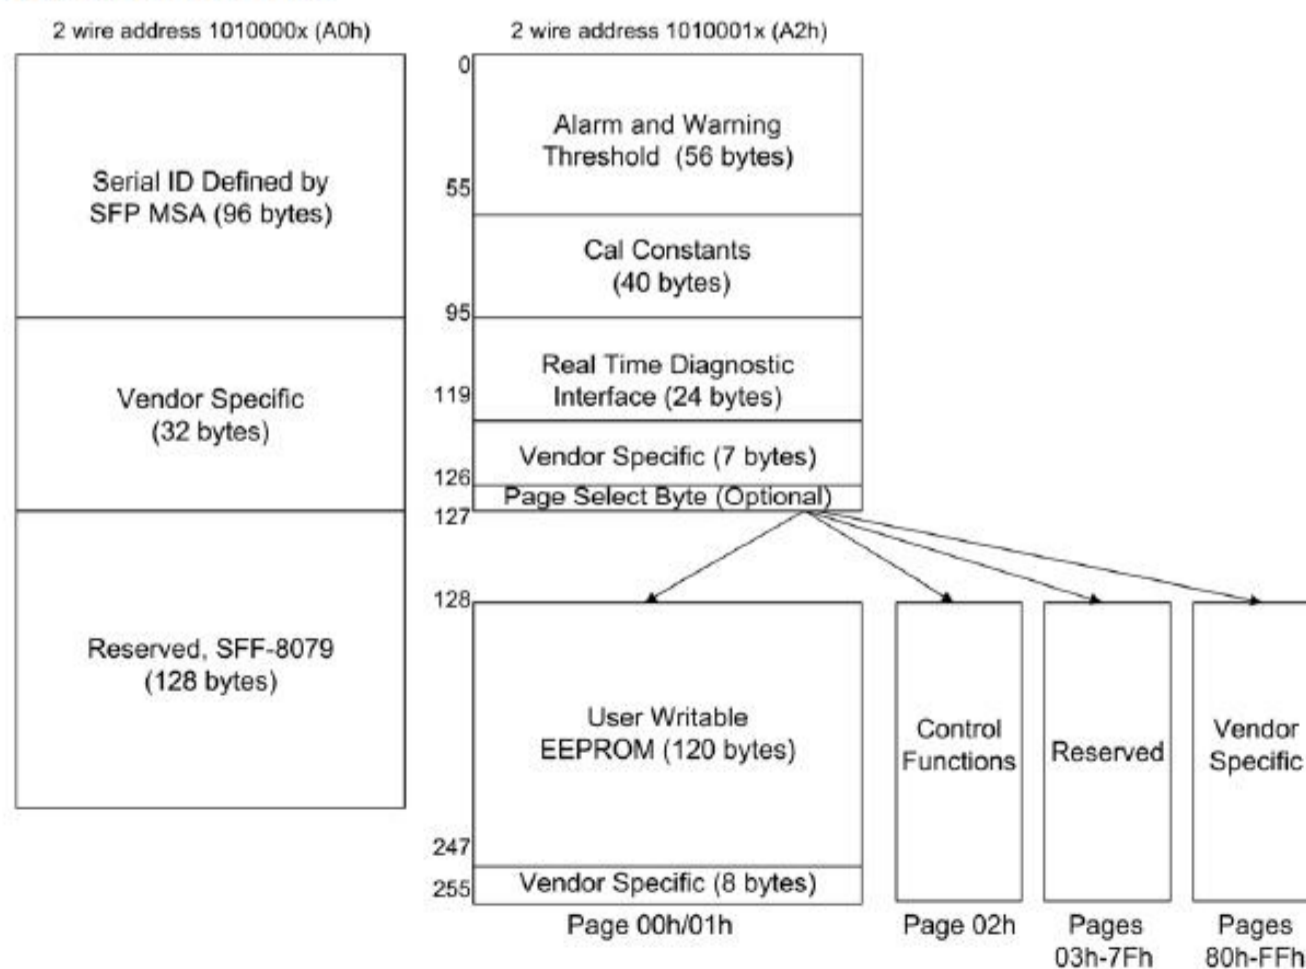 2 wire address 1010000x (A0h)
Serial ID Defined by
SFP MSA (96 bytes)
Vendor Specific
(32 bytes)
Reserved, SFF-8079
(128 bytes)
2 wire address 1010001x (A2h)
0
Alarm and Warning
Threshold (56 bytes)
55
Cal Constants
(40 bytes)
95
Real Time Diagnostic
Interface (24 bytes)
119
Vendor Specific (7 bytes)
126
Page Select Byte (Optional)
127
128
User Writable
EEPROM (120 bytes)
247
Vendor Specific (8 bytes)
255
Page 00h/01h
Control
Functions
Page 02h
Reserved
Pages
03h-7Fh
Vendor
Specific
Pages
80h-FFh